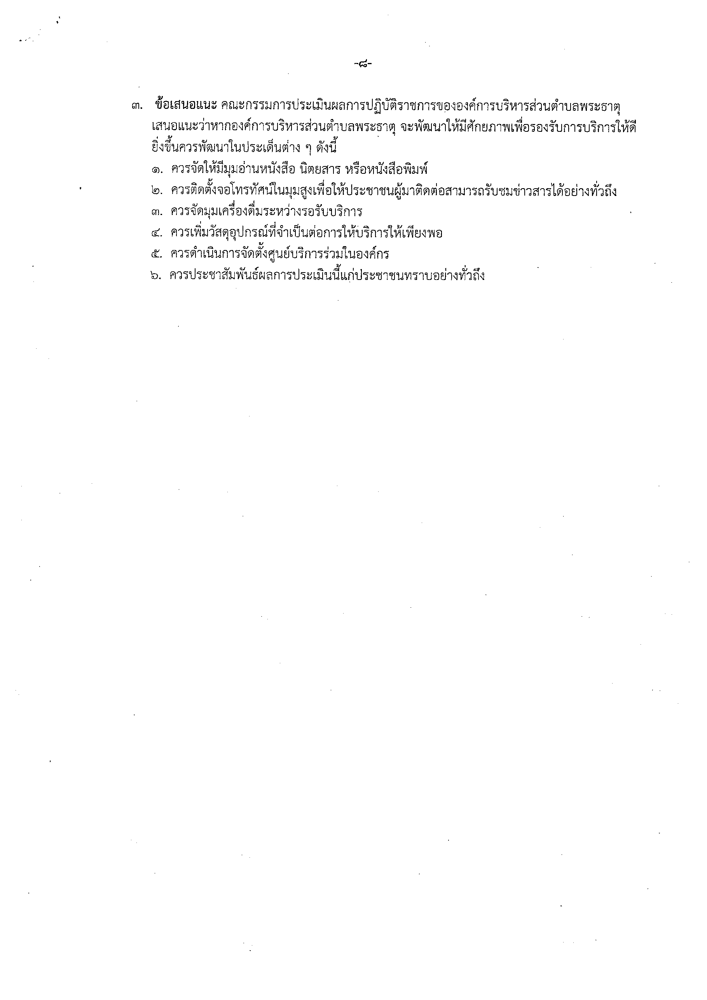 -๘-
๓. ข้อเสนอแนะ คณะกรรมการประเมินผลการปฏิบัติราชการขององค์การบริหารส่วนตำบลพระธาตุ
เสนอแนะว่าหากองค์การบริหารส่วนตำบลพระธาตุ จะพัฒนาให้มีศักยภาพเพื่อรองรับการบริการให้ดี
ยิ่งขึ้นควรพัฒนาในประเด็นต่าง ๆ ดังนี้
๑. ควรจัดให้มีมุมอ่านหนังสือ นิตยสาร หรือหนังสือพิมพ์
๒. ควรติดตั้งจอโทรทัศน์ในมุมสูงเพื่อให้ประชาชนผู้มาติดต่อสามารถรับชมข่าวสารได้อย่างทั่วถึง
๓. ควรจัดมุมเครื่องดื่มระหว่างรอรับบริการ
๔. ควรเพิ่มวัสดุอุปกรณ์ที่จำเป็นต่อการให้บริการให้เพียงพอ
๕. ควรดำเนินการจัดตั้งศูนย์บริการร่วมในองค์กร
๖. ควรประชาสัมพันธ์ผลการประเมินนี้แก่ประชาชนทราบอย่างทั่วถึง